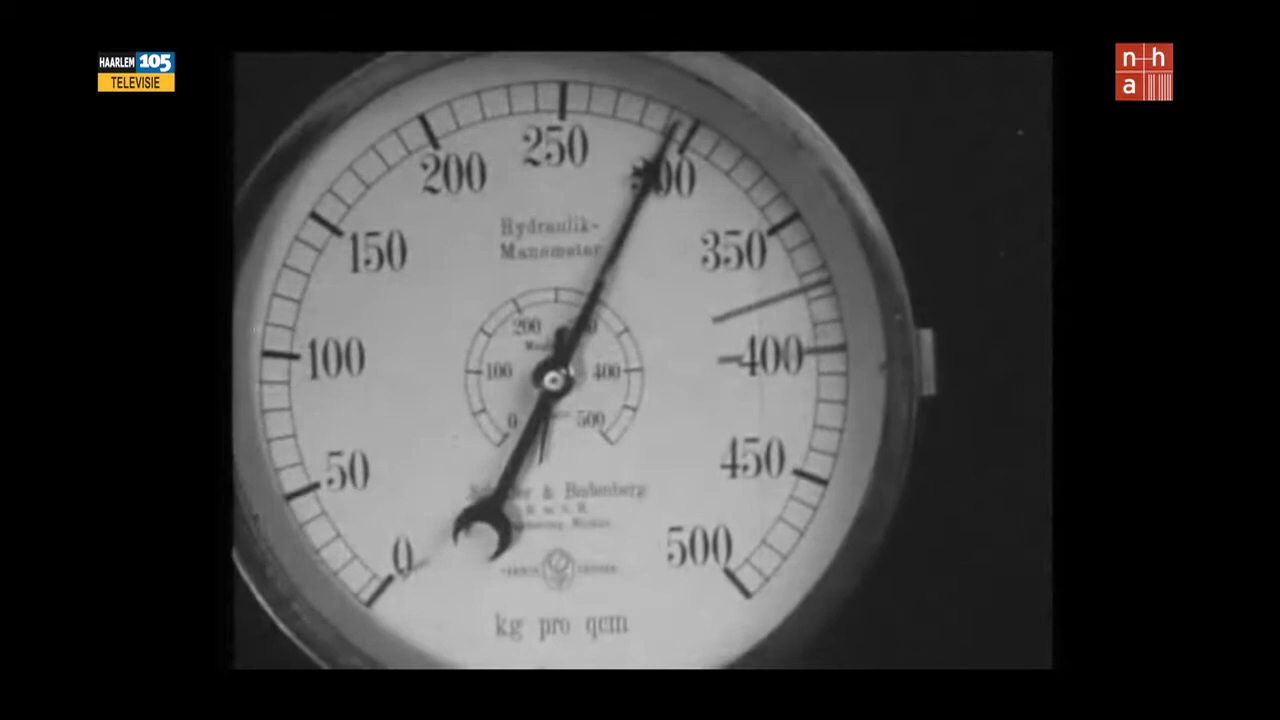 HAARLEM 105
TELEVISIE
n h
a
250
200
300
150
350
Hydraulik-
Manometer
100
400
200
100
400
0
500
50
450
& Budenberg
0
500
kg pro qcm